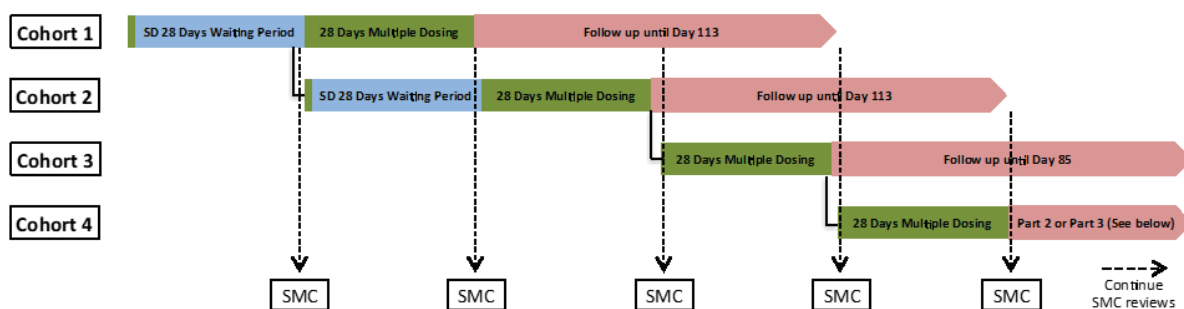 Cohort 1
SD 28 Days Waiting Period
28 Days Multiple Dosing
Follow up until Day 113
Cohort 2
SD 28 Days Waiting Period
28 Days Multiple Dosing
Follow up until Day 113
Cohort 3
28 Days Multiple Dosing
Follow up until Day 85
Cohort 4
28 Days Multiple Dosing
Part 2 or Part 3 (See below)
SMC
SMC
SMC
SMC
SMC
Continue
SMC reviews